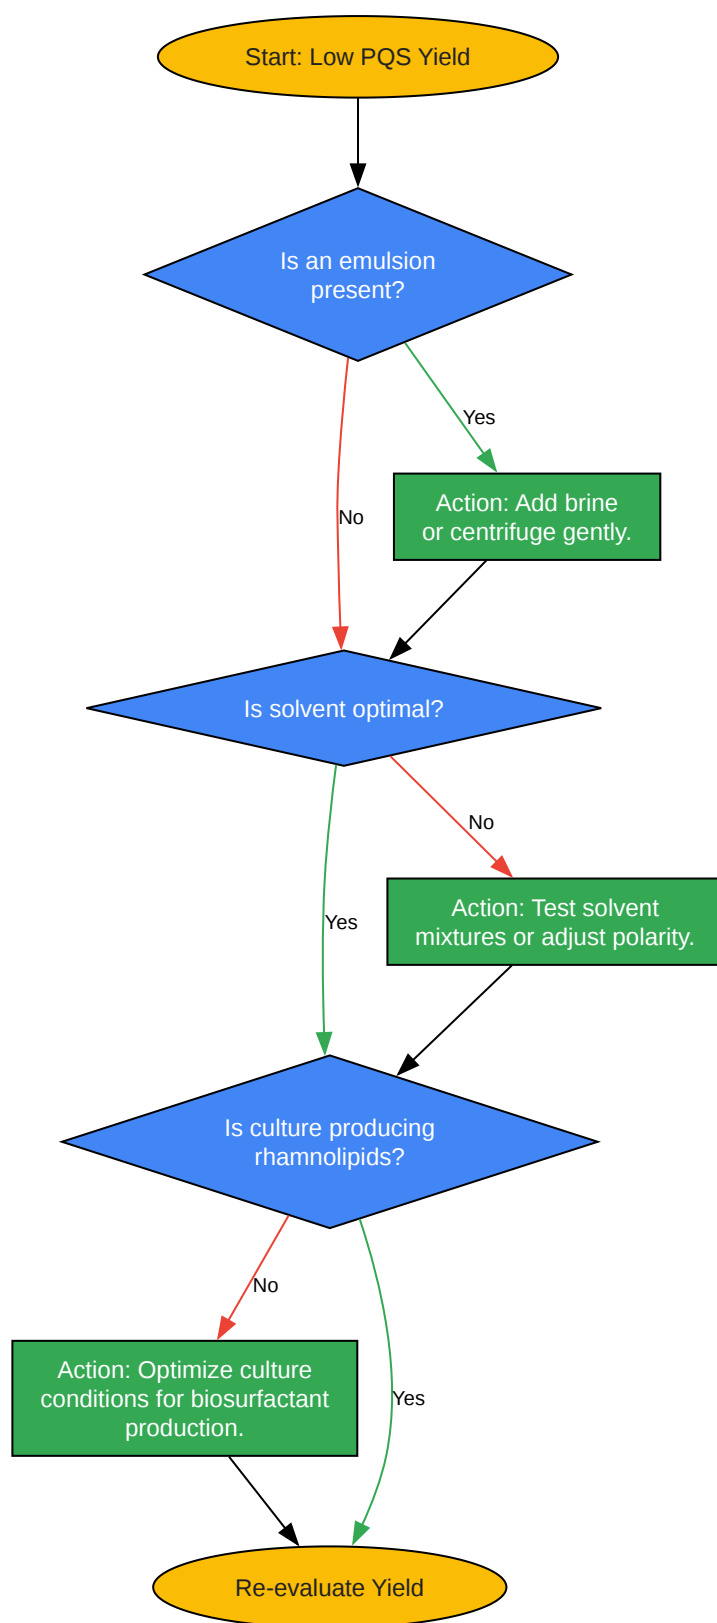 Start: Low PQS Yield
Is an emulsion
present?
Yes
Action: Add brine
or centrifuge gently.
No
Is solvent optimal?
No
Action: Test solvent
mixtures or adjust polarity.
Yes
Is culture producing
rhamnolipids?
No
Action: Optimize culture
conditions for biosurfactant
production.
Yes
Re-evaluate Yield